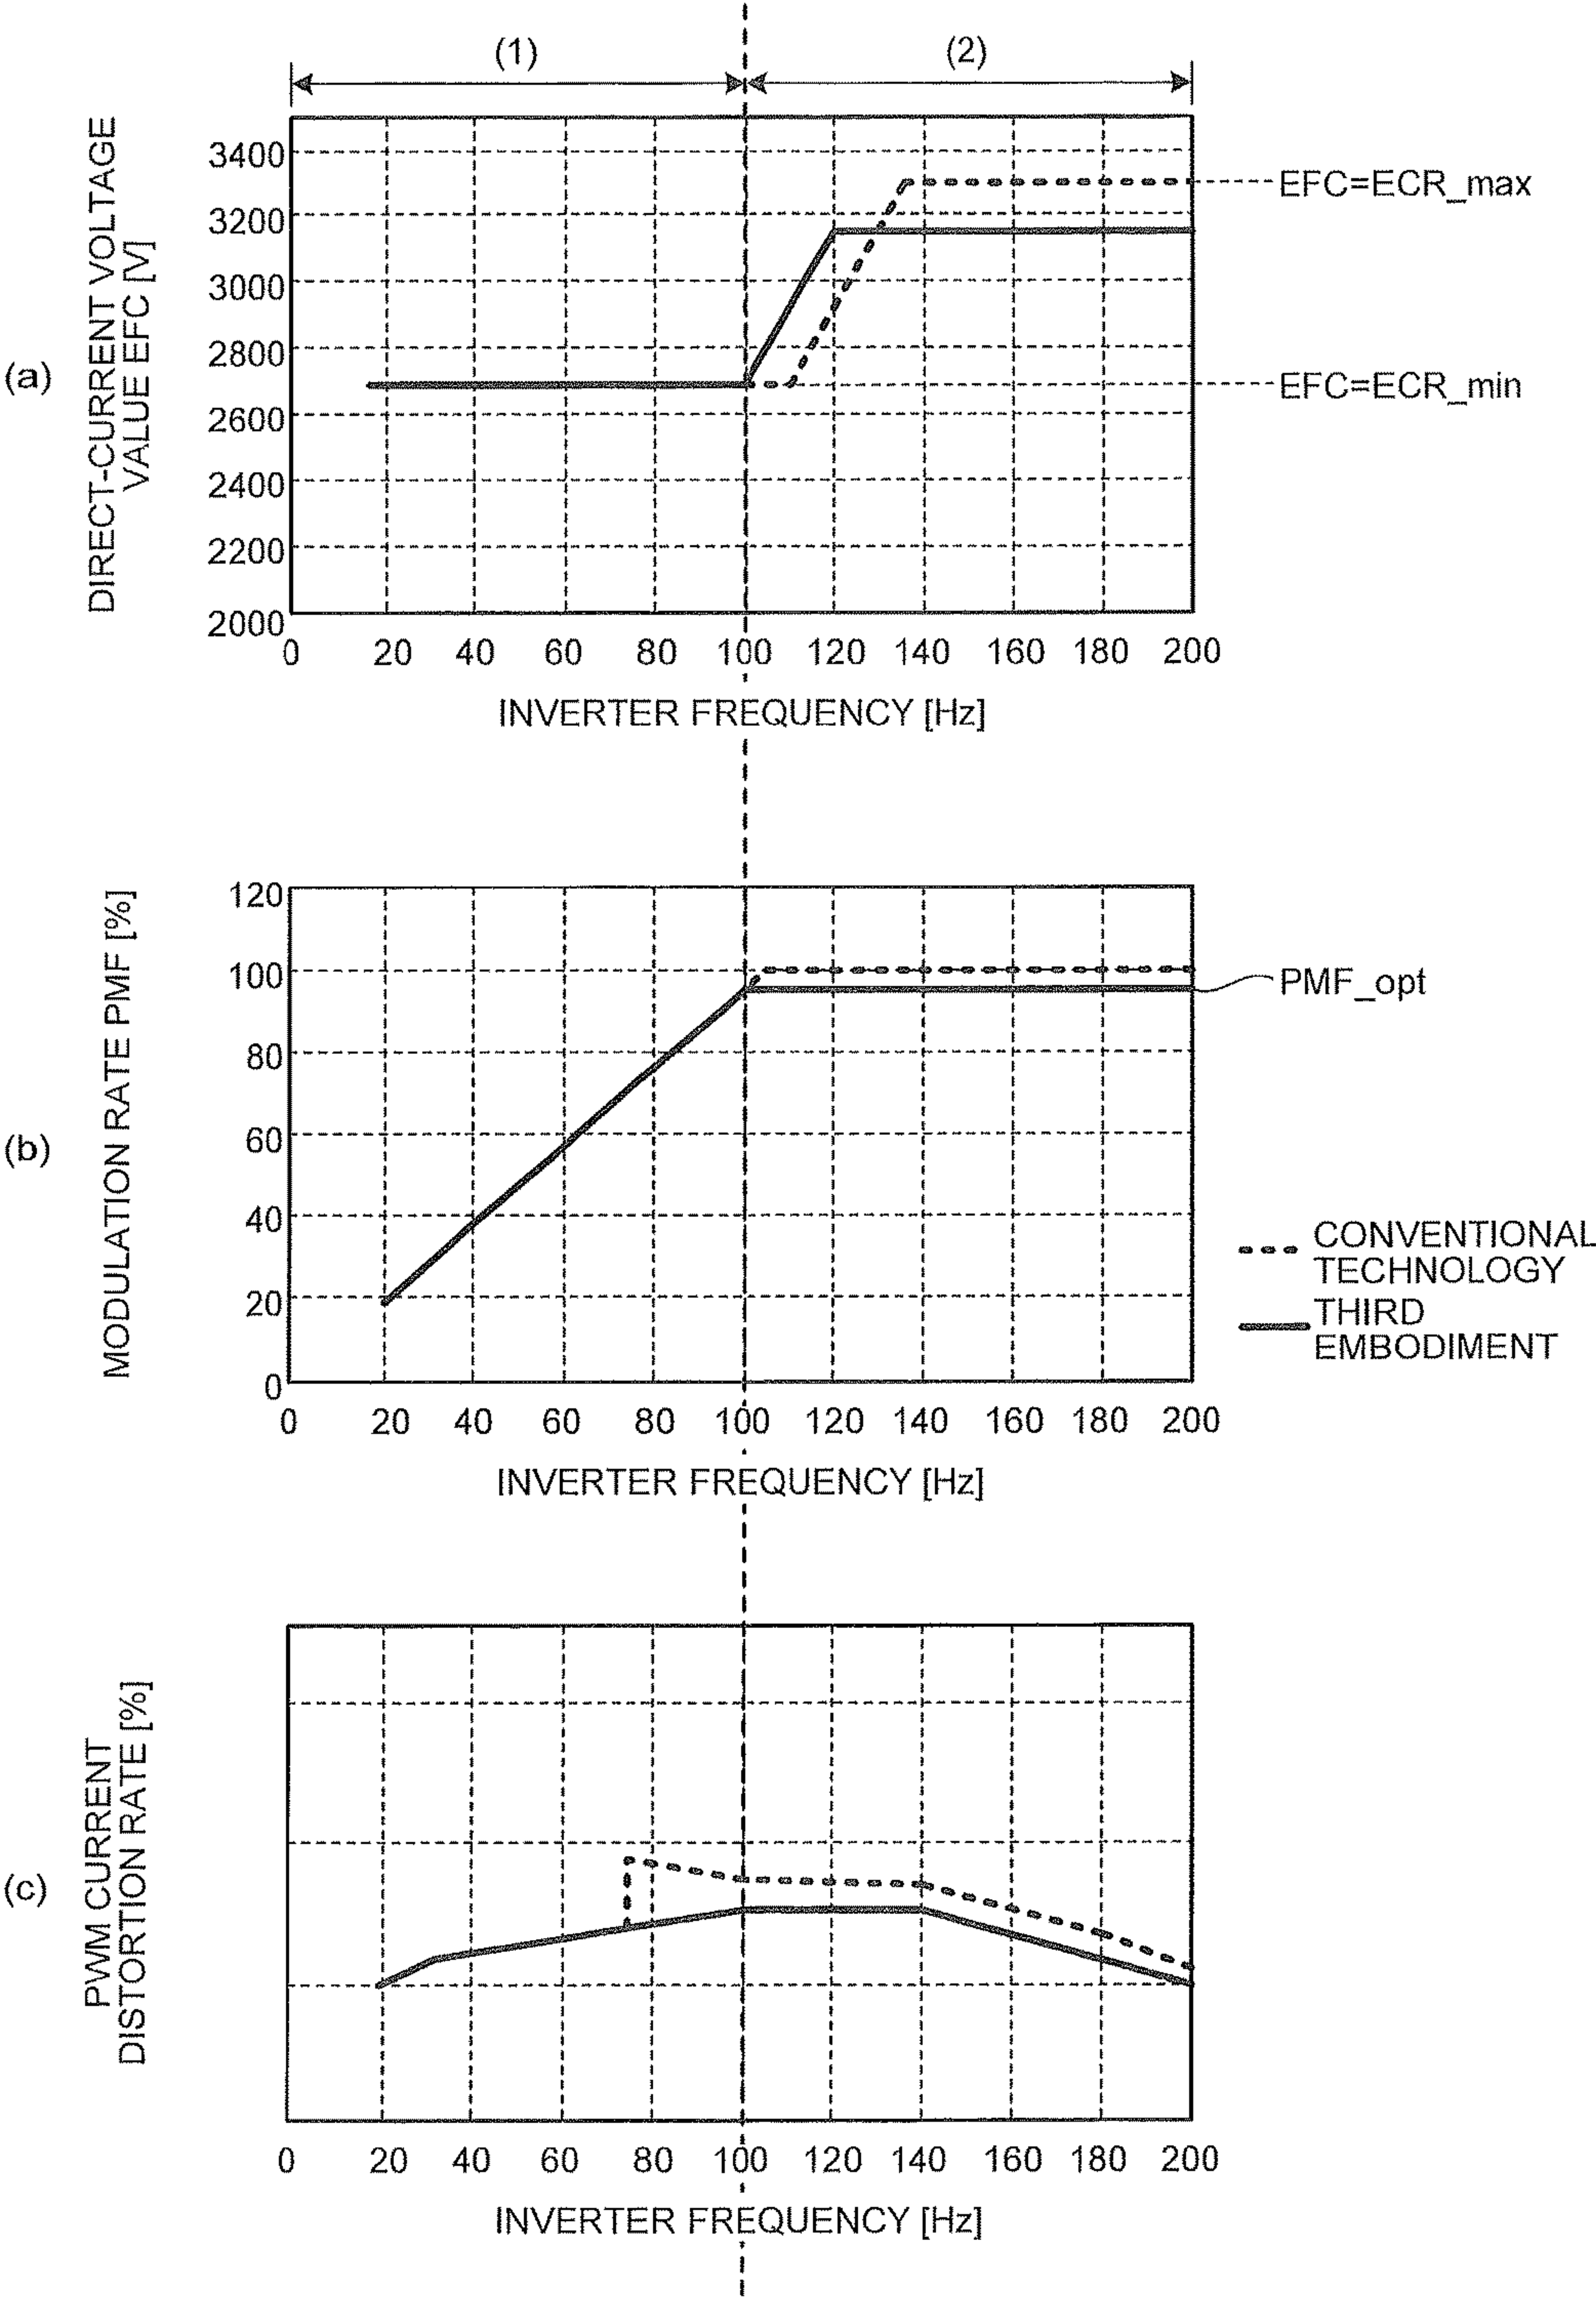 (1)
(2)
(a)
DIRECT-CURRENT VOLTAGE
VALUE EFC [V]
3400
3200
3000
2800
2600
2400
2200
2000
EFC=ECR_max
EFC=ECR_min
0 20 40 60 80 100 120 140 160 180 200
INVERTER FREQUENCY [Hz]
(b)
MODULATION RATE PMF [%]
120
100
80
60
40
20
0
PMF_opt
CONVENTIONAL
TECHNOLOGY
THIRD
EMBODIMENT
0 20 40 60 80 100 120 140 160 180 200
INVERTER FREQUENCY [Hz]
(c)
PWM CURRENT
DISTORTION RATE [%]
0 20 40 60 80 100 120 140 160 180 200
INVERTER FREQUENCY [Hz]